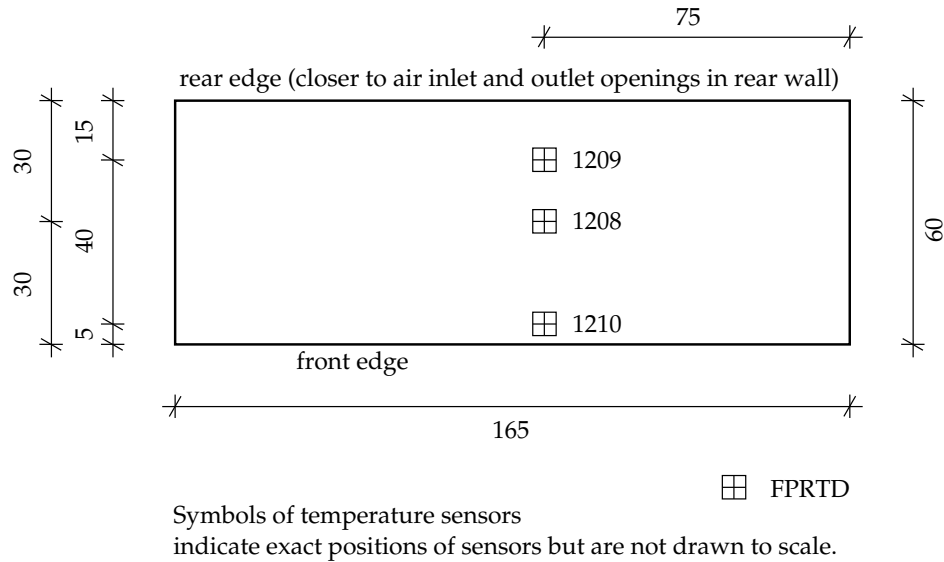 75
rear edge (closer to air inlet and outlet openings in rear wall)
15
30
1209
1208
40
60
30
1210
5
front edge
165
FPRTD
Symbols of temperature sensors
indicate exact positions of sensors but are not drawn to scale.